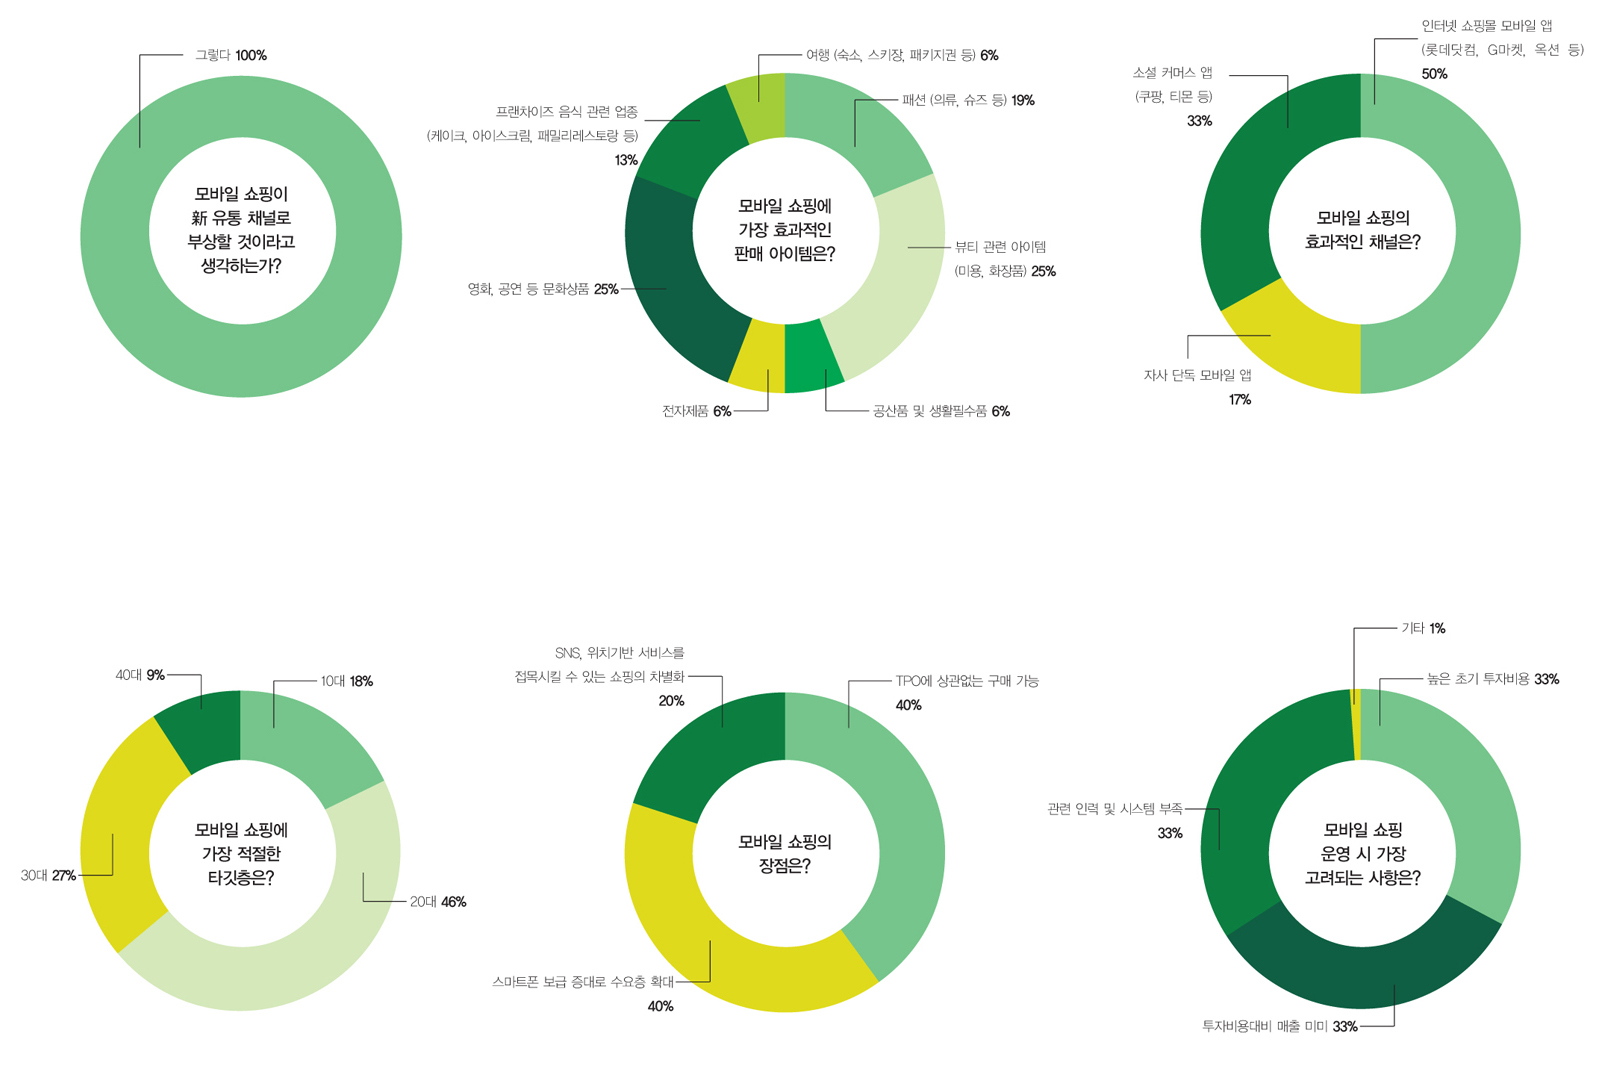 그렇다 100%
모바일 쇼핑이
新 유통 채널로
부상할 것이라고
생각하는가?
여행 (숙소, 스키장, 패키지권 등) 6%
패션 (의류, 슈즈 등) 19%
프랜차이즈 음식 관련 업종
(케이크, 아이스크림, 패밀리레스토랑 등)
13%
모바일 쇼핑에
가장 효과적인
판매 아이템은?
뷰티 관련 아이템
(미용, 화장품) 25%
영화, 공연 등 문화상품 25%
전자제품 6%
공산품 및 생활필수품 6%
인터넷 쇼핑몰 모바일 앱
(롯데닷컴, G마켓, 옥션 등)
50%
소셜 커머스 앱
(쿠팡, 티몬 등)
33%
모바일 쇼핑의
효과적인 채널은?
자사 단독 모바일 앱
17%
40대 9%
10대 18%
모바일 쇼핑에
가장 적절한
타깃층은?
30대 27%
20대 46%
SNS, 위치기반 서비스를
접목시킬 수 있는 쇼핑의 차별화
20%
TPO에 상관없는 구매 가능
40%
모바일 쇼핑의
장점은?
스마트폰 보급 증대로 수요층 확대
40%
기타 1%
높은 초기 투자비용 33%
관련 인력 및 시스템 부족
33%
모바일 쇼핑
운영 시 가장
고려되는 사항은?
투자비용대비 매출 미미 33%